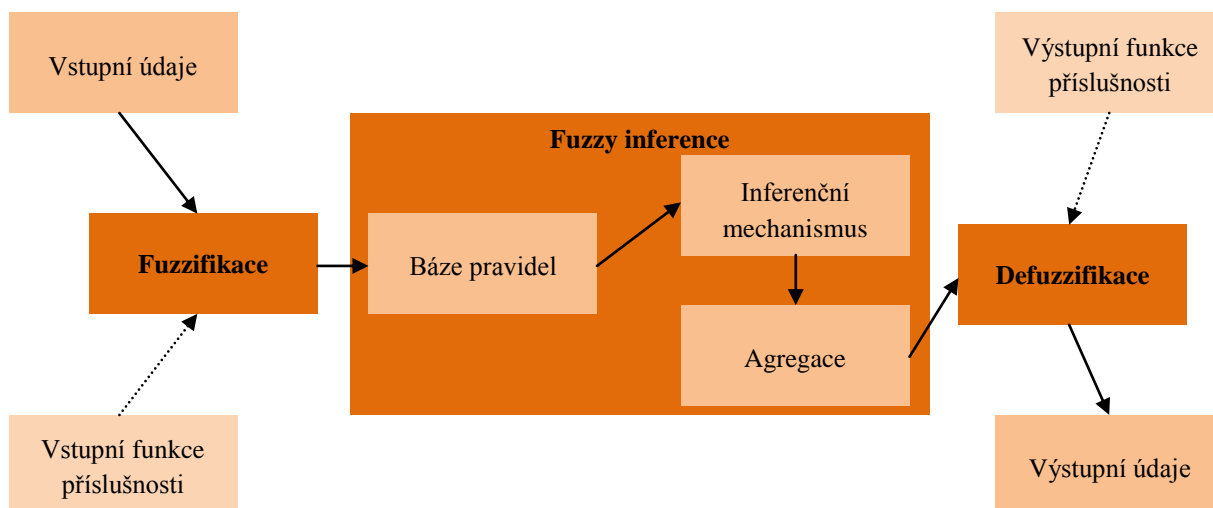 Vstupní údaje
Výstupní funkce
příslušnosti
Fuzzy inference
Inferenční
mechanismus
Fuzzifikace
Báze pravidel
Defuzzifikace
Agregace
Vstupní funkce
příslušnosti
Výstupní údaje